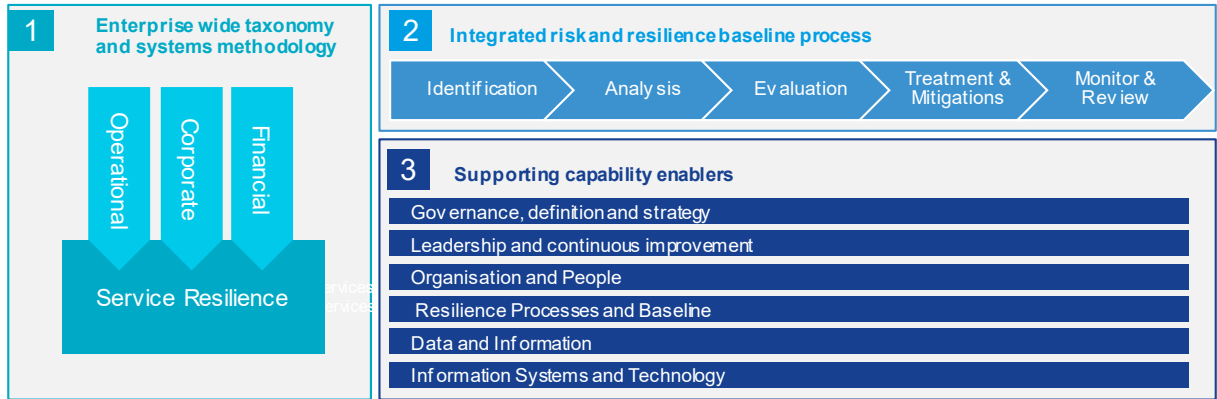 1
Enterprise wide taxonomy
and systems methodology
Operational
Corporate
Financial
Service Resilience
ervices
ervices
2
Integrated risk and resilience baseline process
Identification
Analysis
Evaluation
Treatment &
Mitigations
Monitor &
Review
3
Supporting capability enablers
Governance, definition and strategy
Leadership and continuous improvement
Organisation and People
Resilience Processes and Baseline
Data and Information
Information Systems and Technology